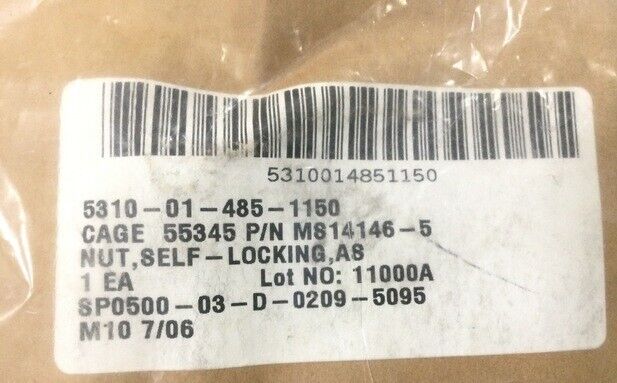 5310014851150
5310-01-485-1150
CAGE 55345 P/N MS14146-5
NUT,SELF-LOCKING,AS
1 EA Lot NO: 11000A
SP0500-03-D-0209-5095
M10 7/06